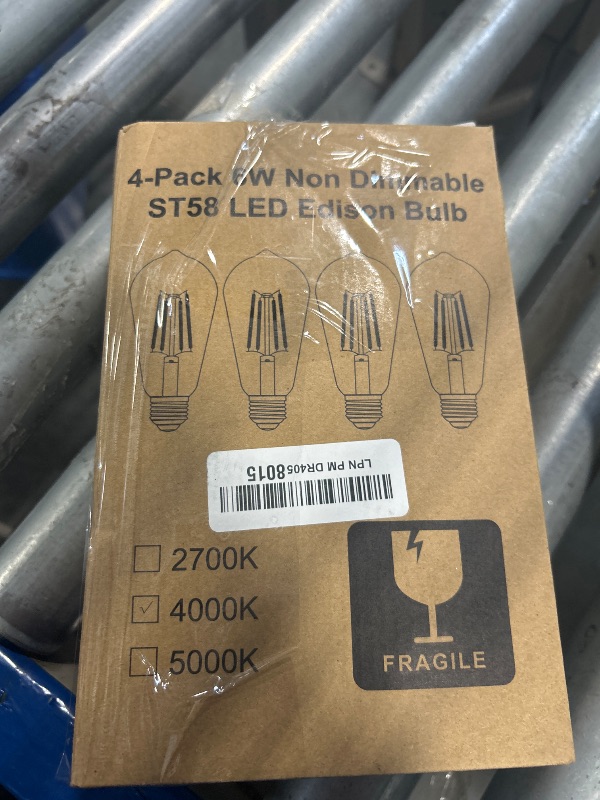 4-Pack 6W Non Dimmable
ST58 LED Edison Bulb
LPN PM DR4058015
2700K
4000K
5000K
FRAGILE